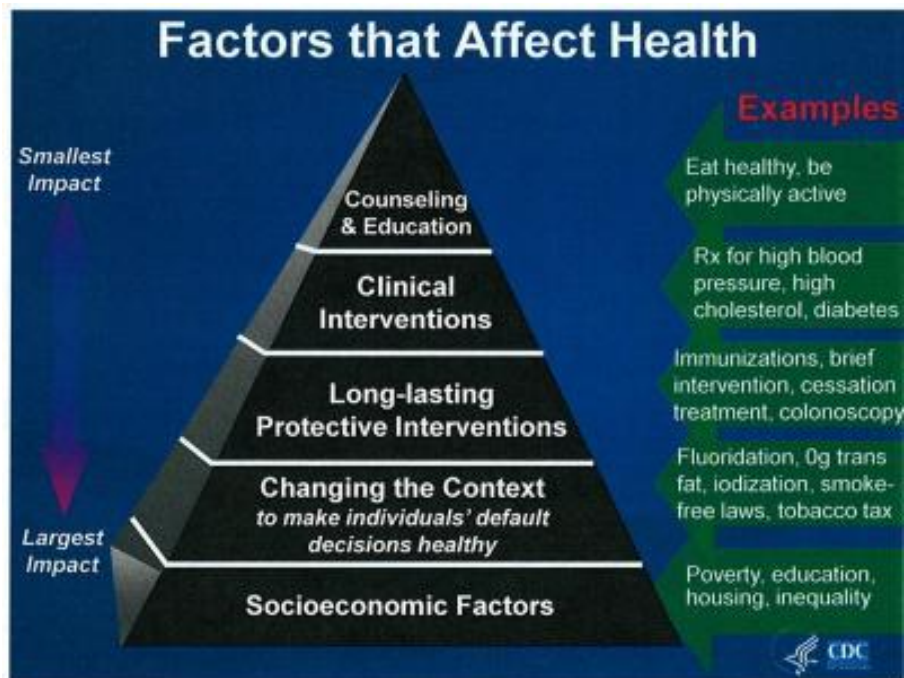 Factors that Affect Health
Examples
Smallest
Impact
Largest
Impact
Counseling
& Education
Clinical
Interventions
Long-lasting
Protective Interventions
Changing the Context
to make individuals' default
decisions healthy
Socioeconomic Factors
Eat healthy, be
physically active
Rx for high blood
pressure, high
cholesterol, diabetes
Immunizations, brief
intervention, cessation
treatment, colonoscopy
Fluoridation, 0g trans
fat, iodization, smoke-
free laws, tobacco tax
Poverty, education,
housing, inequality
CDC